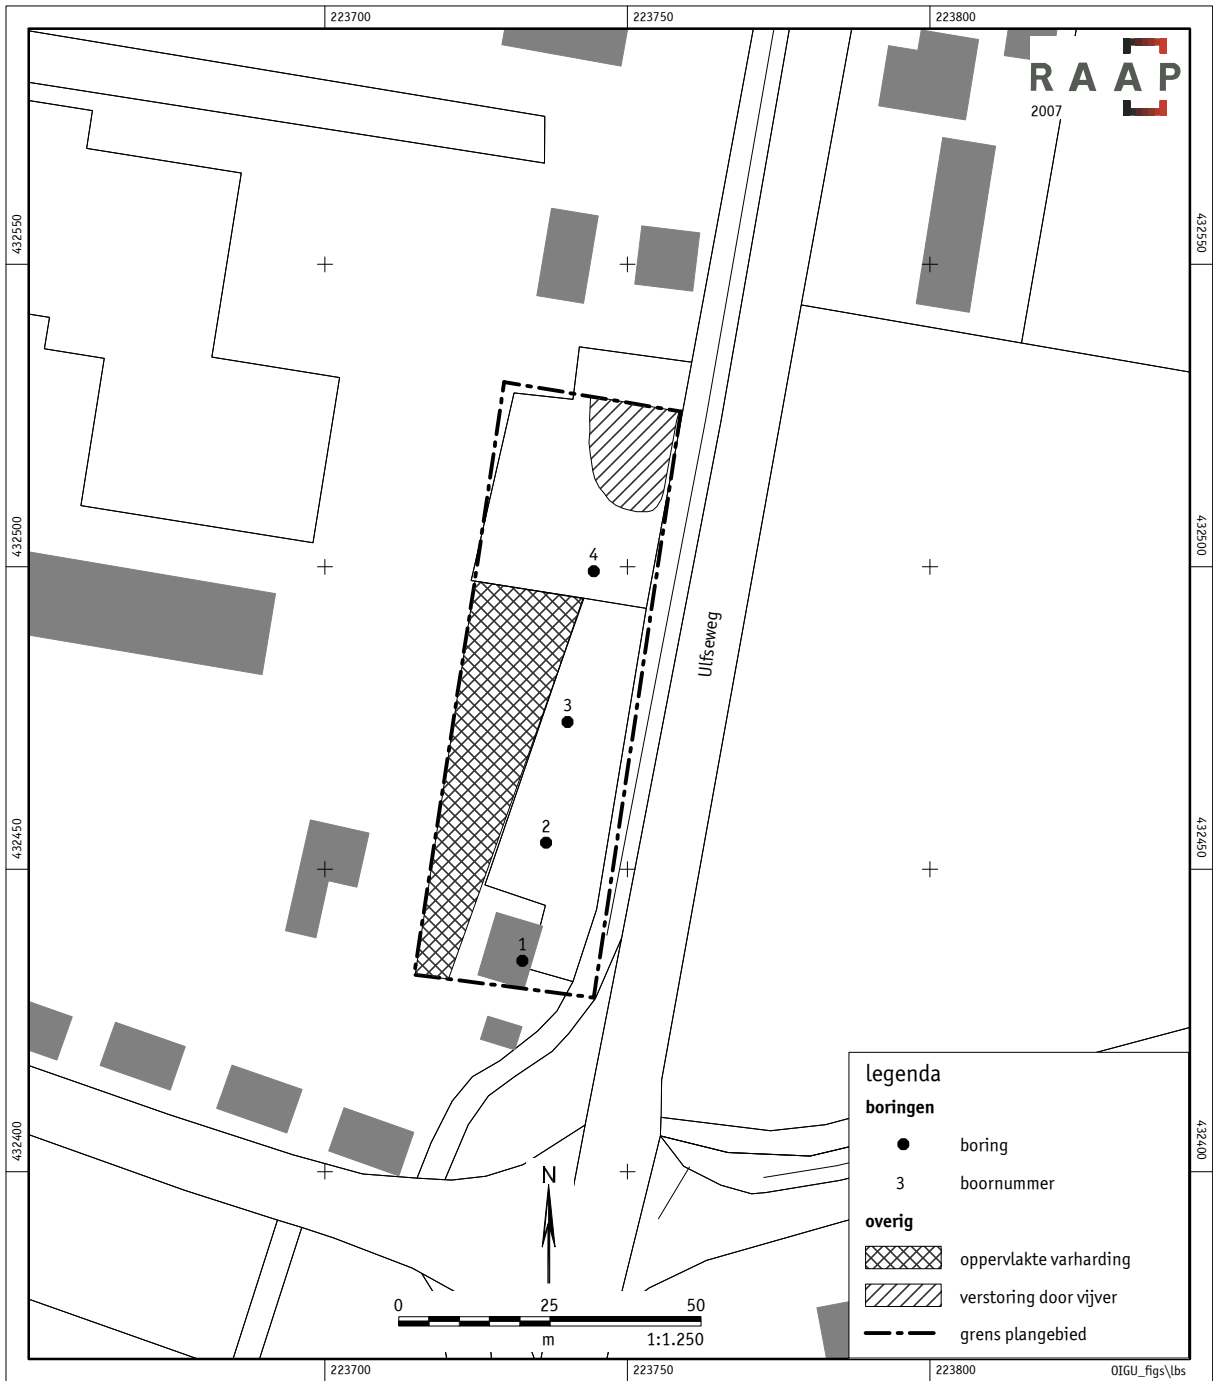 223700
223750
223800
RAAP
2007
432550
432550
432500
432500
4
Ulfseweg
3
2
432450
432450
1
legenda
boringen
boring
3 boornummer
overig
oppervlakte varharding
verstoring door vijver
grens plangebied
432400
432400
N
0 25 50
m 1:1.250
223700
223750
223800
OIGU_figs\lbs